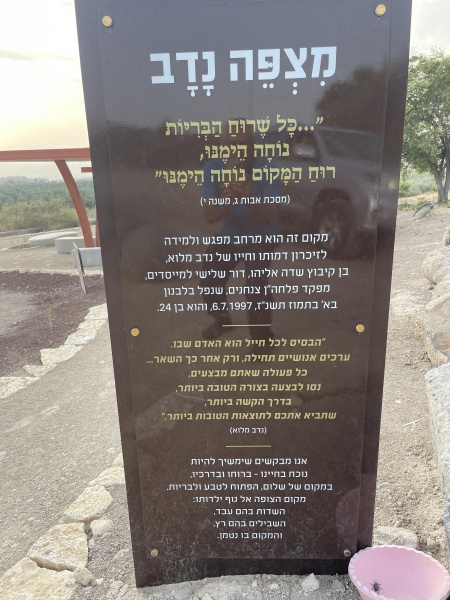 מִצְפֵּה נָדָב
"...כָּל שֶׁרוּחַ הַבְּרִיּוֹת
נוֹחָה הֵימֶנּוּ,
רוּחַ הַמָּקוֹם נוֹחָה הֵימֶנּוּ"
(מסכת אבות ג, משנה י')
מקום זה הוא מרחב מפגש ולמידה
לזיכרון דמותו וחייו של נדב מלוא,
בן קיבוץ שדה אליהו, דור שלישי למייסדים,
מפקד פלחה"ן צנחנים, שנפל בלבנון
בא' בתמוז תשנ"ז, 6.7.1997, והוא בן 24.
"הבסיס לכל חייל הוא האדם שבו.
ערכים אנושיים תחילה, ורק אחר כך השאר...
כל פעולה שאתם מבצעים,
נסו לבצעה בצורה הטובה ביותר,
בדרך הקשה ביותר,
שתביא אתכם לתוצאות הטובות ביותר."
(נדב מלוא)
אנו מבקשים שימשיך להיות
נוכח בחיינו - ברוחו ובדרכיו,
במקום של שלום, הפתוח לטבע ולבריות.
מקום הצופה אל נוף ילדותו:
השדות בהם עבד,
השבילים בהם רץ,
והמקום בו נטמן.